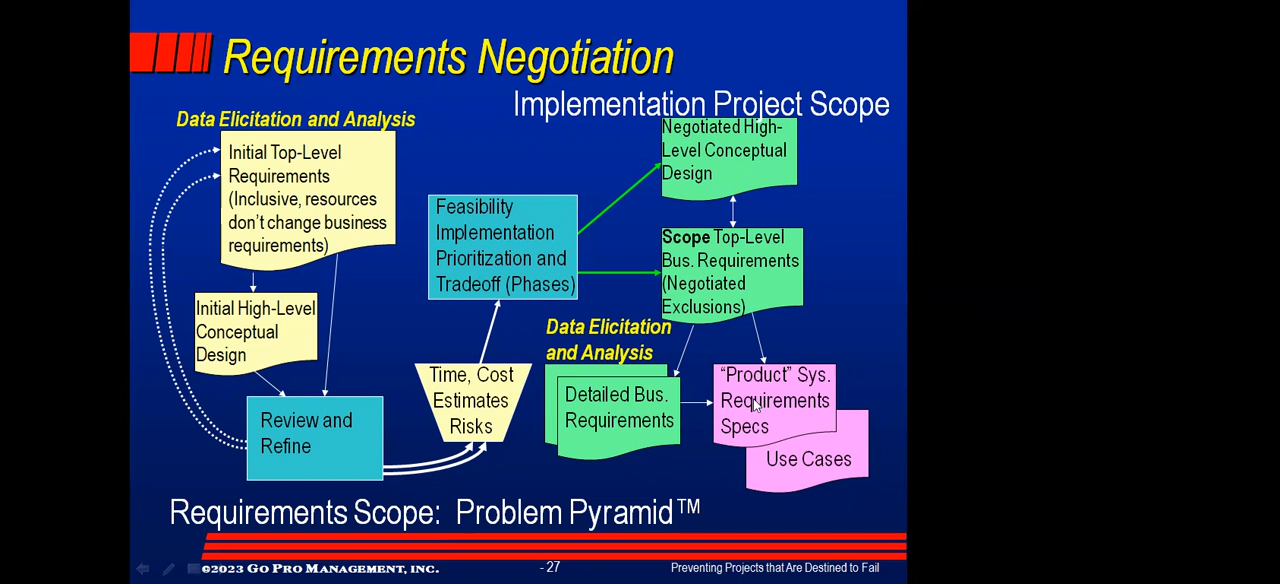 Requirements Negotiation
Implementation Project Scope
Data Elicitation and Analysis
Initial Top-Level
Requirements
(Inclusive, resources
don't change business
requirements)
Initial High-Level
Conceptual
Design
Review and
Refine
Time, Cost
Estimates
Risks
Feasibility
Implementation
Prioritization and
Tradeoff (Phases)
Negotiated High-
Level Conceptual
Design
Scope Top-Level
Bus. Requirements
(Negotiated
Exclusions)
Data Elicitation
and Analysis
Detailed Bus.
Requirements
“Product” Sys.
Requirements
Specs
Use Cases
Requirements Scope: Problem Pyramid™
©2023 GO PRO MANAGEMENT, INC.
- 27
Preventing Projects that Are Destined to Fail